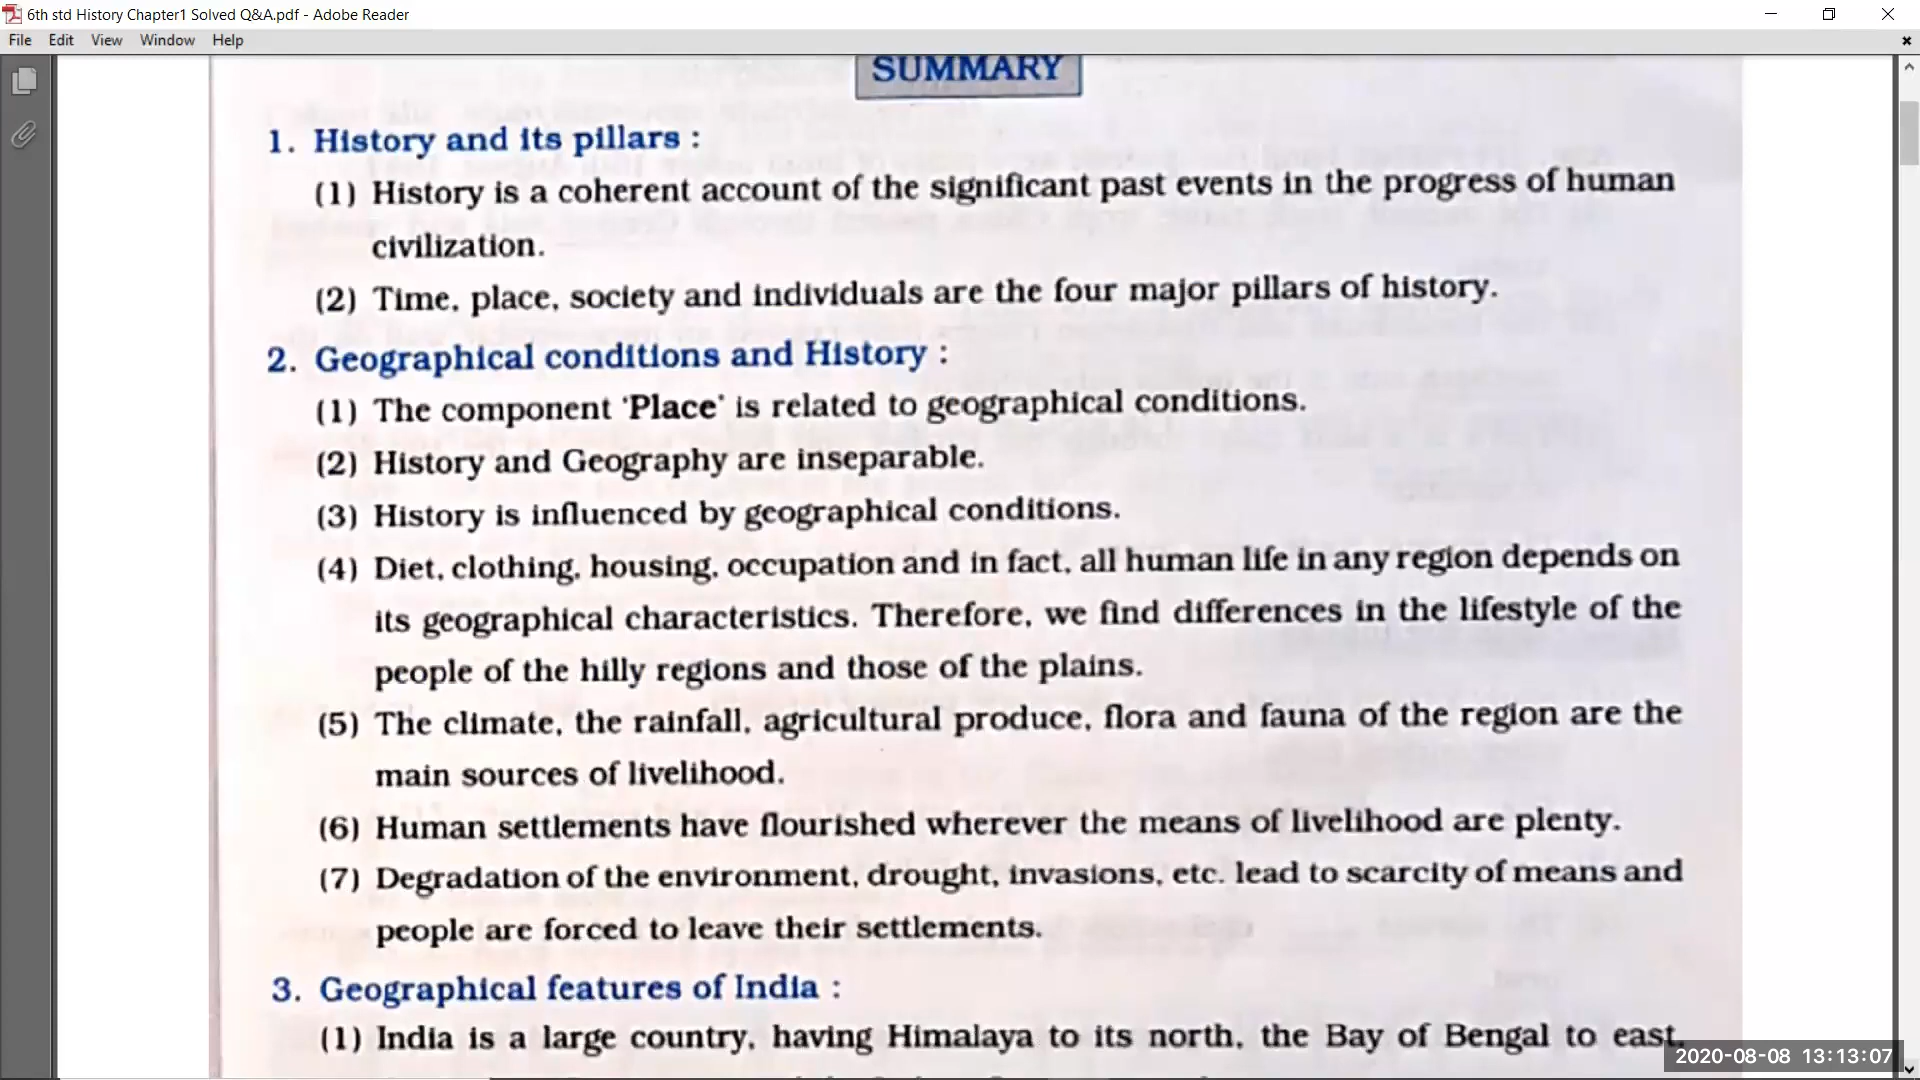 6th std History Chapter1 Solved Q&A.pdf - Adobe Reader
File Edit View Window Help
SUMMARY
1. History and its pillars :
(1) History is a coherent account of the significant past events in the progress of human
civilization.
(2) Time, place, society and individuals are the four major pillars of history.
2. Geographical conditions and History :
(1) The component 'Place' is related to geographical conditions.
(2) History and Geography are inseparable.
(3) History is influenced by geographical conditions.
(4) Diet, clothing, housing, occupation and in fact, all human life in any region depends on
its geographical characteristics. Therefore, we find differences in the lifestyle of the
people of the hilly regions and those of the plains.
(5) The climate, the rainfall, agricultural produce, flora and fauna of the region are the
main sources of livelihood.
(6) Human settlements have flourished wherever the means of livelihood are plenty.
(7) Degradation of the environment, drought, invasions, etc. lead to scarcity of means and
people are forced to leave their settlements.
3. Geographical features of India :
(1) India is a large country, having Himalaya to its north, the Bay of Bengal to east,
2020-08-08 13:13:07